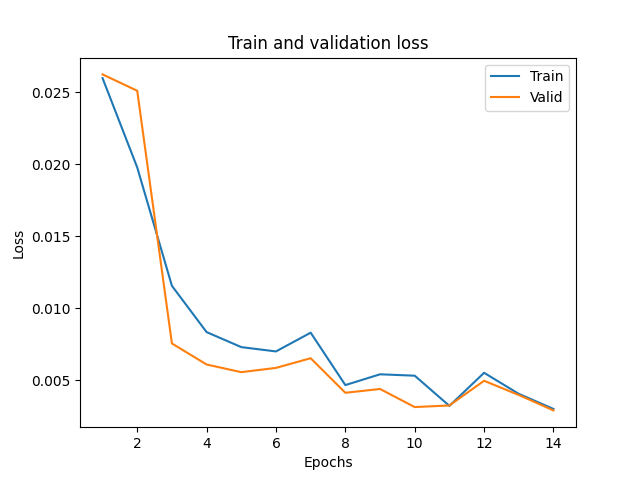 Train and validation loss
Train
Valid
0.025
0.020
0.015
0.010
0.005
Loss
2 4 6 8 10 12 14
Epochs